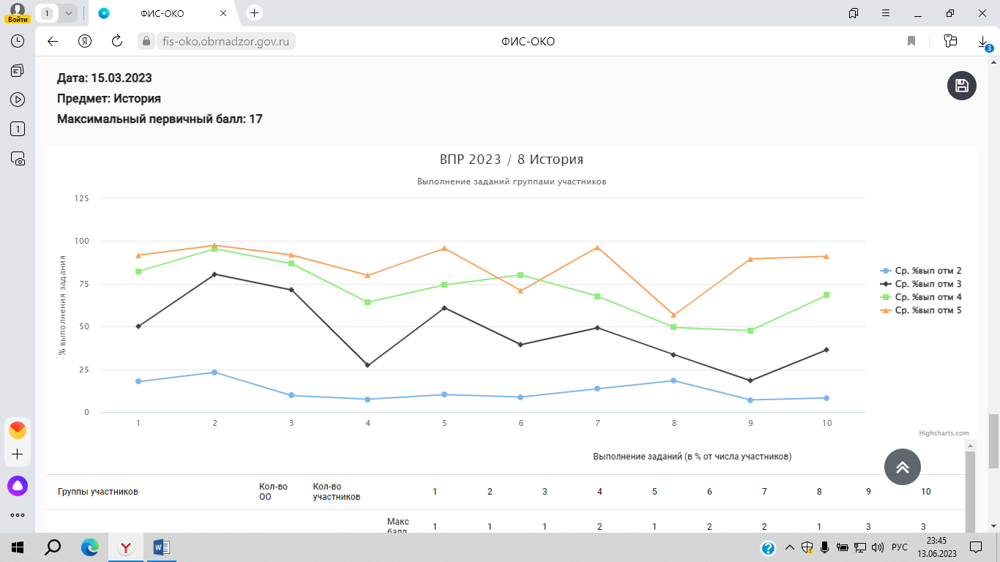 Войти
1
ФИС-ОКО
fis-oko.obrnadzor.gov.ru
ФИС-ОКО
3
1
Дата: 15.03.2023
Предмет: История
Максимальный первичный балл: 17
ВПР 2023 / 8 История
Выполнение заданий группами участников
% выполнения задания
125
100
75
50
25
0
1 2 3 4 5 6 7 8 9 10
Ср. %вып отм 2
Ср. %вып отм 3
Ср. %вып отм 4
Ср. %вып отм 5
Highcharts.com
Выполнение заданий (в % от числа участников)
Группы участников Кол-во ОО Кол-во участников 1 2 3 4 5 6 7 8 9 10
Макс балл 1 1 1 2 1 2 2 1 3 3
РУС
23:45
13.06.2023